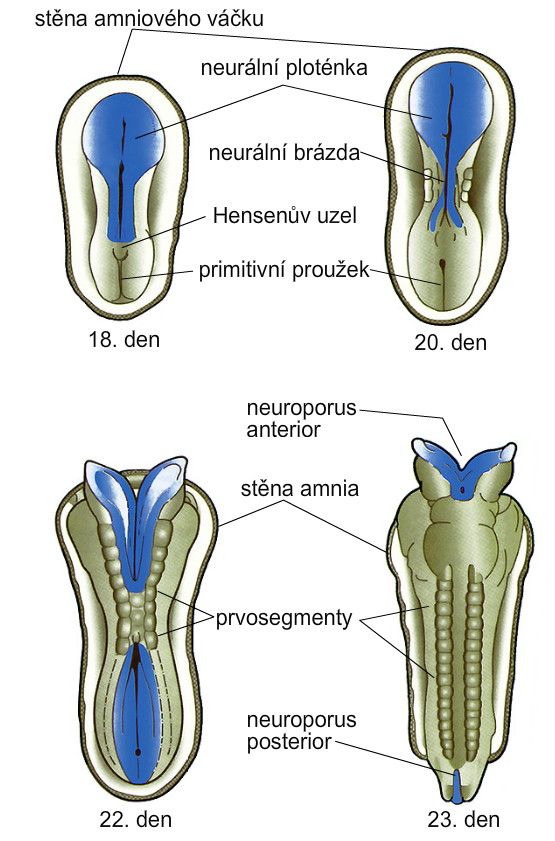 stěna amniového váčku
neurální ploténka
neurální brázda
Hensenův uzel
primitivní proužek
18. den
20. den
neuroporus
anterior
stěna amnia
prvosegmenty
neuroporus
posterior
22. den
23. den